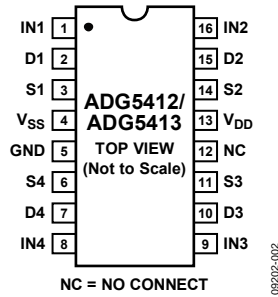 IN1 1 16 IN2
D1 2 15 D2
S1 3 14 S2
VSS 4 13 VDD
GND 5 12 NC
S4 6 11 S3
D4 7 10 D3
IN4 8 9 IN3
ADG5412/
ADG5413
TOP VIEW
(Not to Scale)
NC = NO CONNECT
09202-002